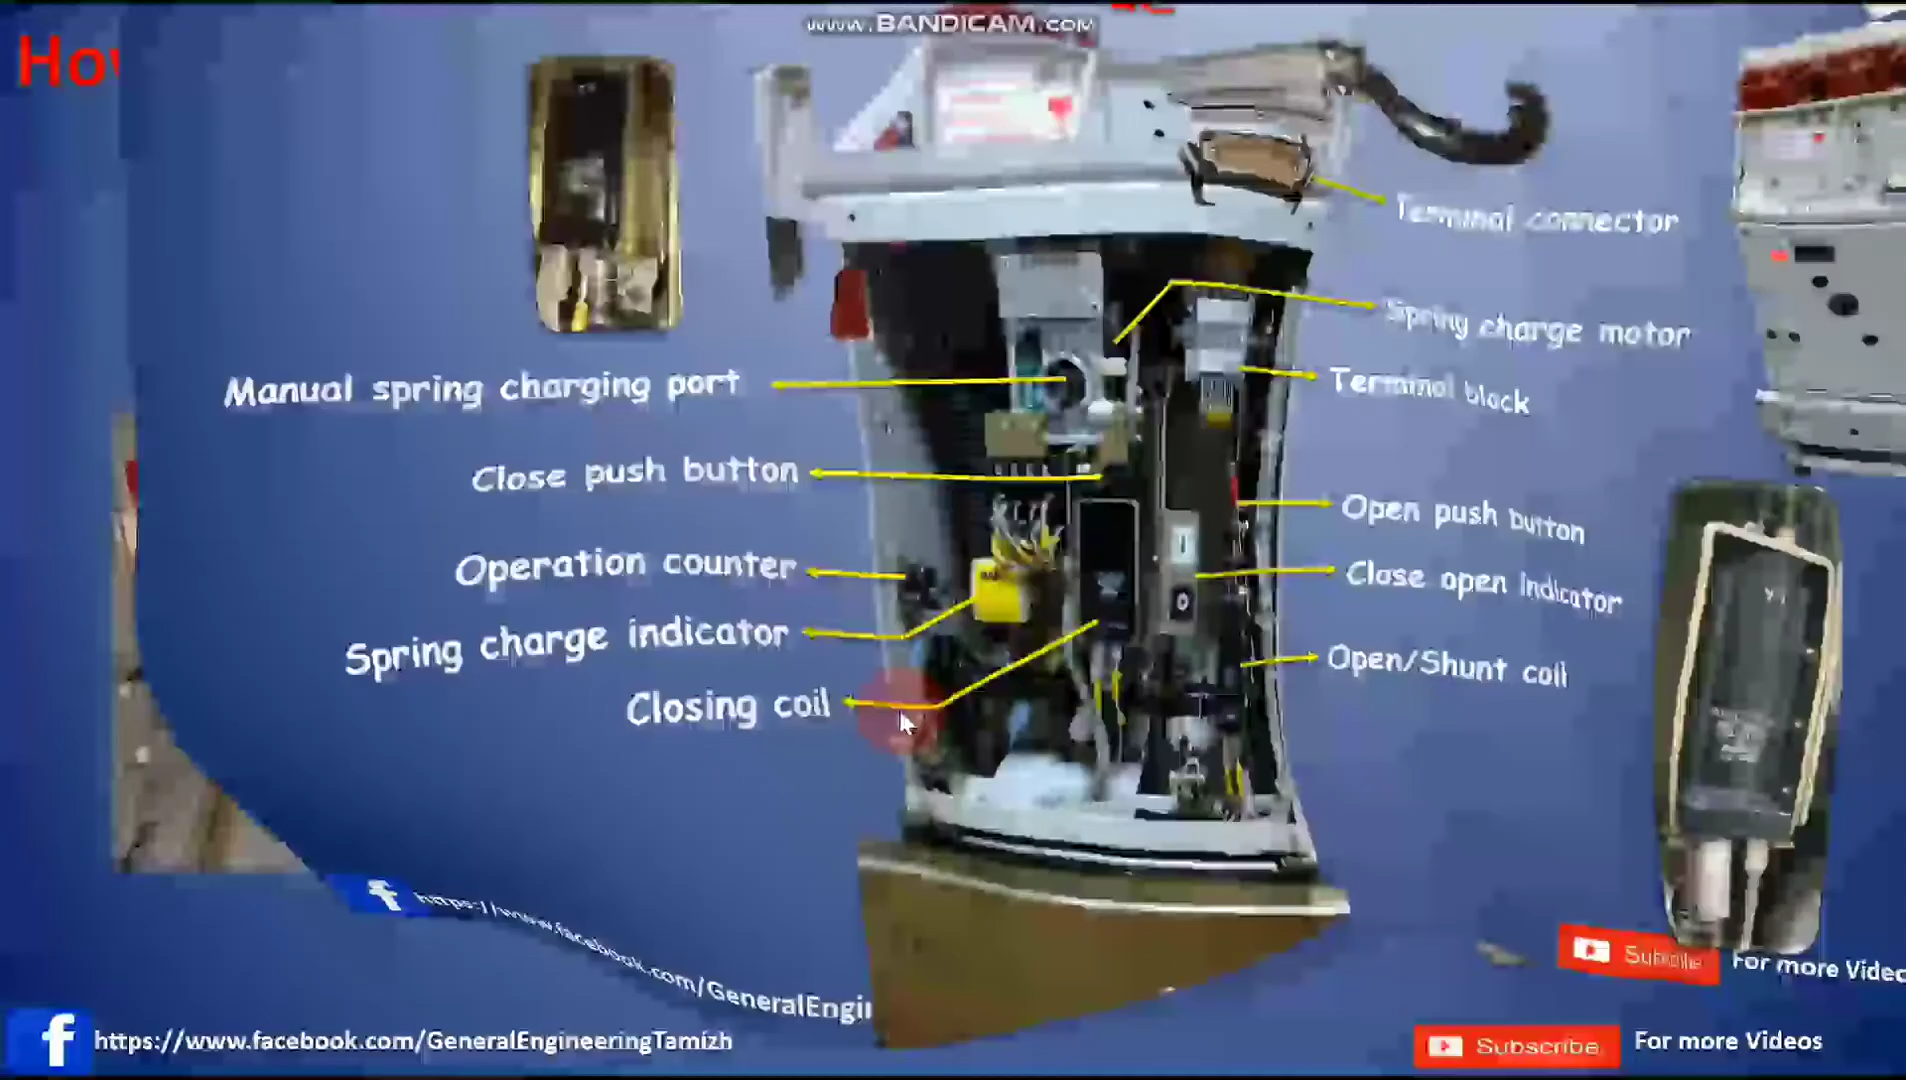 www.BANDICAM.COM
Terminal connector
Spring charge motor
Manual spring charging port
Terminal block
Close push button
Open push button
Operation counter
Close open indicator
Spring charge indicator
Open/Shunt coil
Closing coil
https://www.facebook.com/GeneralEngi
For more Video
https://www.facebook.com/GeneralEngineeringTamizh
Subscribe
For more Videos